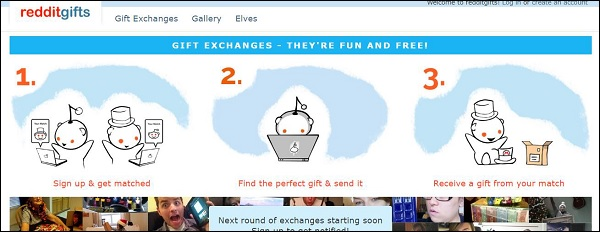 Welcome to redditgifts! Log in or create an account.
redditgifts
Gift Exchanges Gallery Elves
GIFT EXCHANGES – THEY'RE FUN AND FREE!
1. 2. 3.
Sign up & get matched Find the perfect gift & send it Receive a gift from your match
Next round of exchanges starting soon
Sign up to get notified!